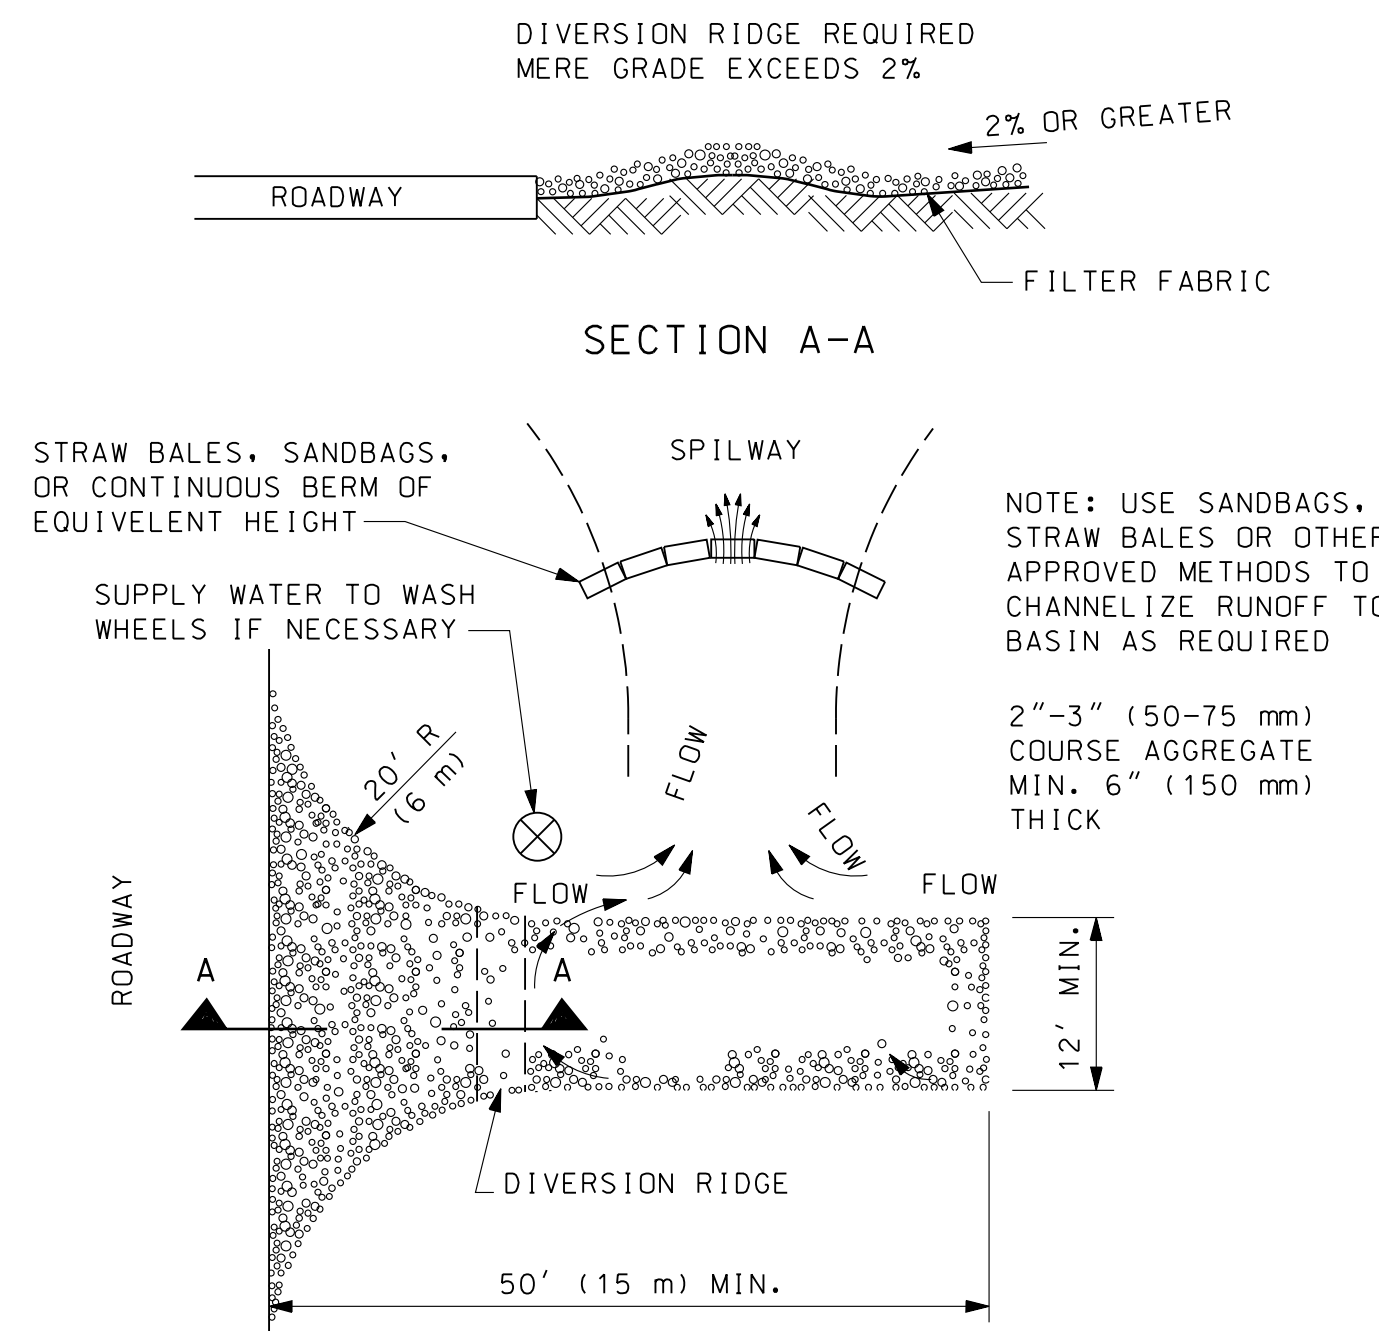 DIVERSION RIDGE REQUIRED
MERE GRADE EXCEEDS 2%
2% OR GREATER
ROADWAY
FILTER FABRIC
SECTION A-A
STRAW BALES, SANDBAGS,
OR CONTINUOUS BERM OF
EQUIVELENT HEIGHT
SPILWAY
NOTE: USE SANDBAGS,
STRAW BALES OR OTHER
APPROVED METHODS TO
CHANNELIZE RUNOFF TO
BASIN AS REQUIRED
SUPPLY WATER TO WASH
WHEELS IF NECESSARY
2"-3" (50-75 mm)
COURSE AGGREGATE
MIN. 6" (150 mm)
THICK
20' R
(6 m)
FLOW
FLOW
FLOW
FLOW
ROADWAY
A
A
12' MIN.
DIVERSION RIDGE
50' (15 m) MIN.